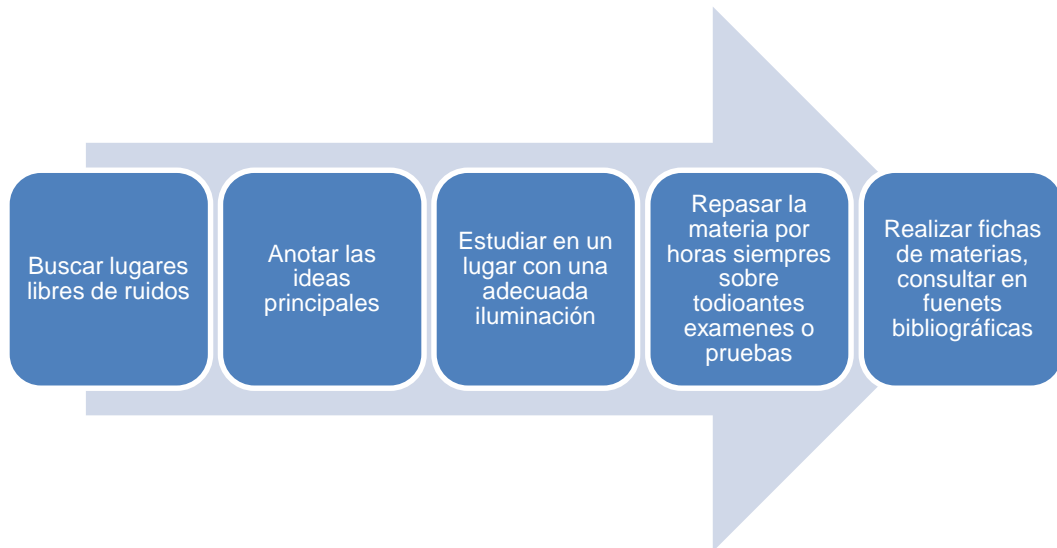 Buscar lugares
libres de ruidos
Anotar las
ideas
principales
Estudiar en un
lugar con una
adecuada
iluminación
Repasar la
materia por
horas siempres
sobre
todioantes
examenes o
pruebas
Realizar fichas
de materias,
consultar en
fuenets
bibliográficas